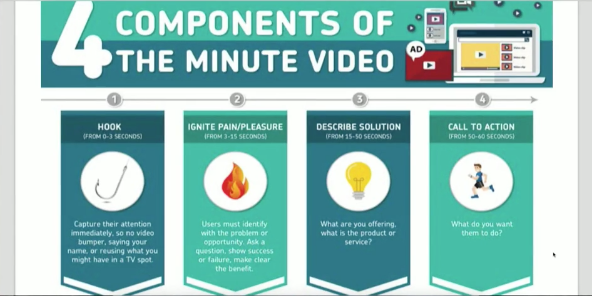 4 COMPONENTS OF
THE MINUTE VIDEO
AD
1
2
3
4
HOOK
(FROM 0-3 SECONDS)
Capture their attention
immediately, so no video
bumper, saying your
name, or reusing what you
might have in a TV spot.
IGNITE PAIN/PLEASURE
(FROM 3-15 SECONDS)
Users must identify
with the problem or
opportunity. Ask a
question, show success
or failure, make clear
the benefit.
DESCRIBE SOLUTION
(FROM 15-50 SECONDS)
What are you offering,
what is the product or
service?
CALL TO ACTION
(FROM 50-60 SECONDS)
What do you want
them to do?